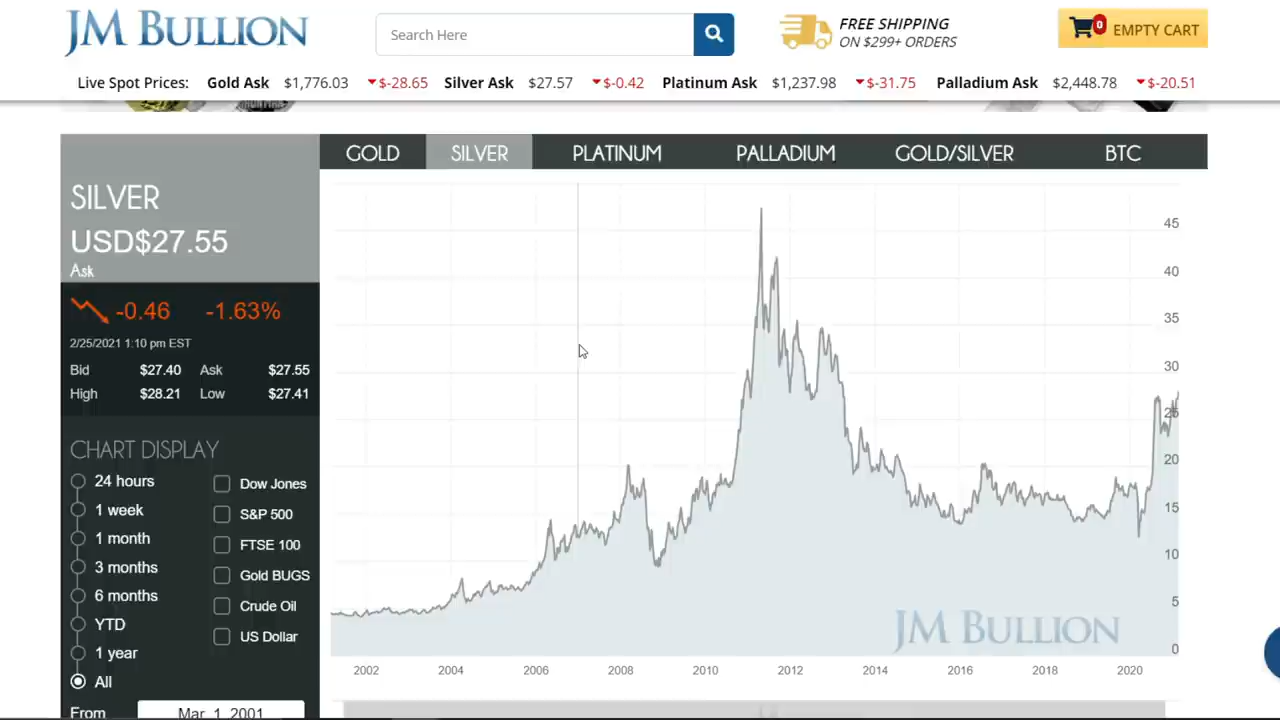 JM BULLION
Search Here
FREE SHIPPING
ON $299+ ORDERS
0
EMPTY CART
Live Spot Prices: Gold Ask $1,776.03 $-28.65 Silver Ask $27.57 $-0.42 Platinum Ask $1,237.98 $-31.75 Palladium Ask $2,448.78 $-20.51
GOLD SILVER PLATINUM PALLADIUM GOLD/SILVER BTC
SILVER
USD$27.55
Ask
-0.46 -1.63%
2/25/2021 1:10 pm EST
Bid $27.40 Ask $27.55
High $28.21 Low $27.41
CHART DISPLAY
24 hours
1 week
1 month
3 months
6 months
YTD
1 year
All
Dow Jones
S&P 500
FTSE 100
Gold BUGS
Crude Oil
US Dollar
From Mar. 1, 2001
45
40
35
30
25
20
15
10
5
0
JM BULLION
2002 2004 2006 2008 2010 2012 2014 2016 2018 2020